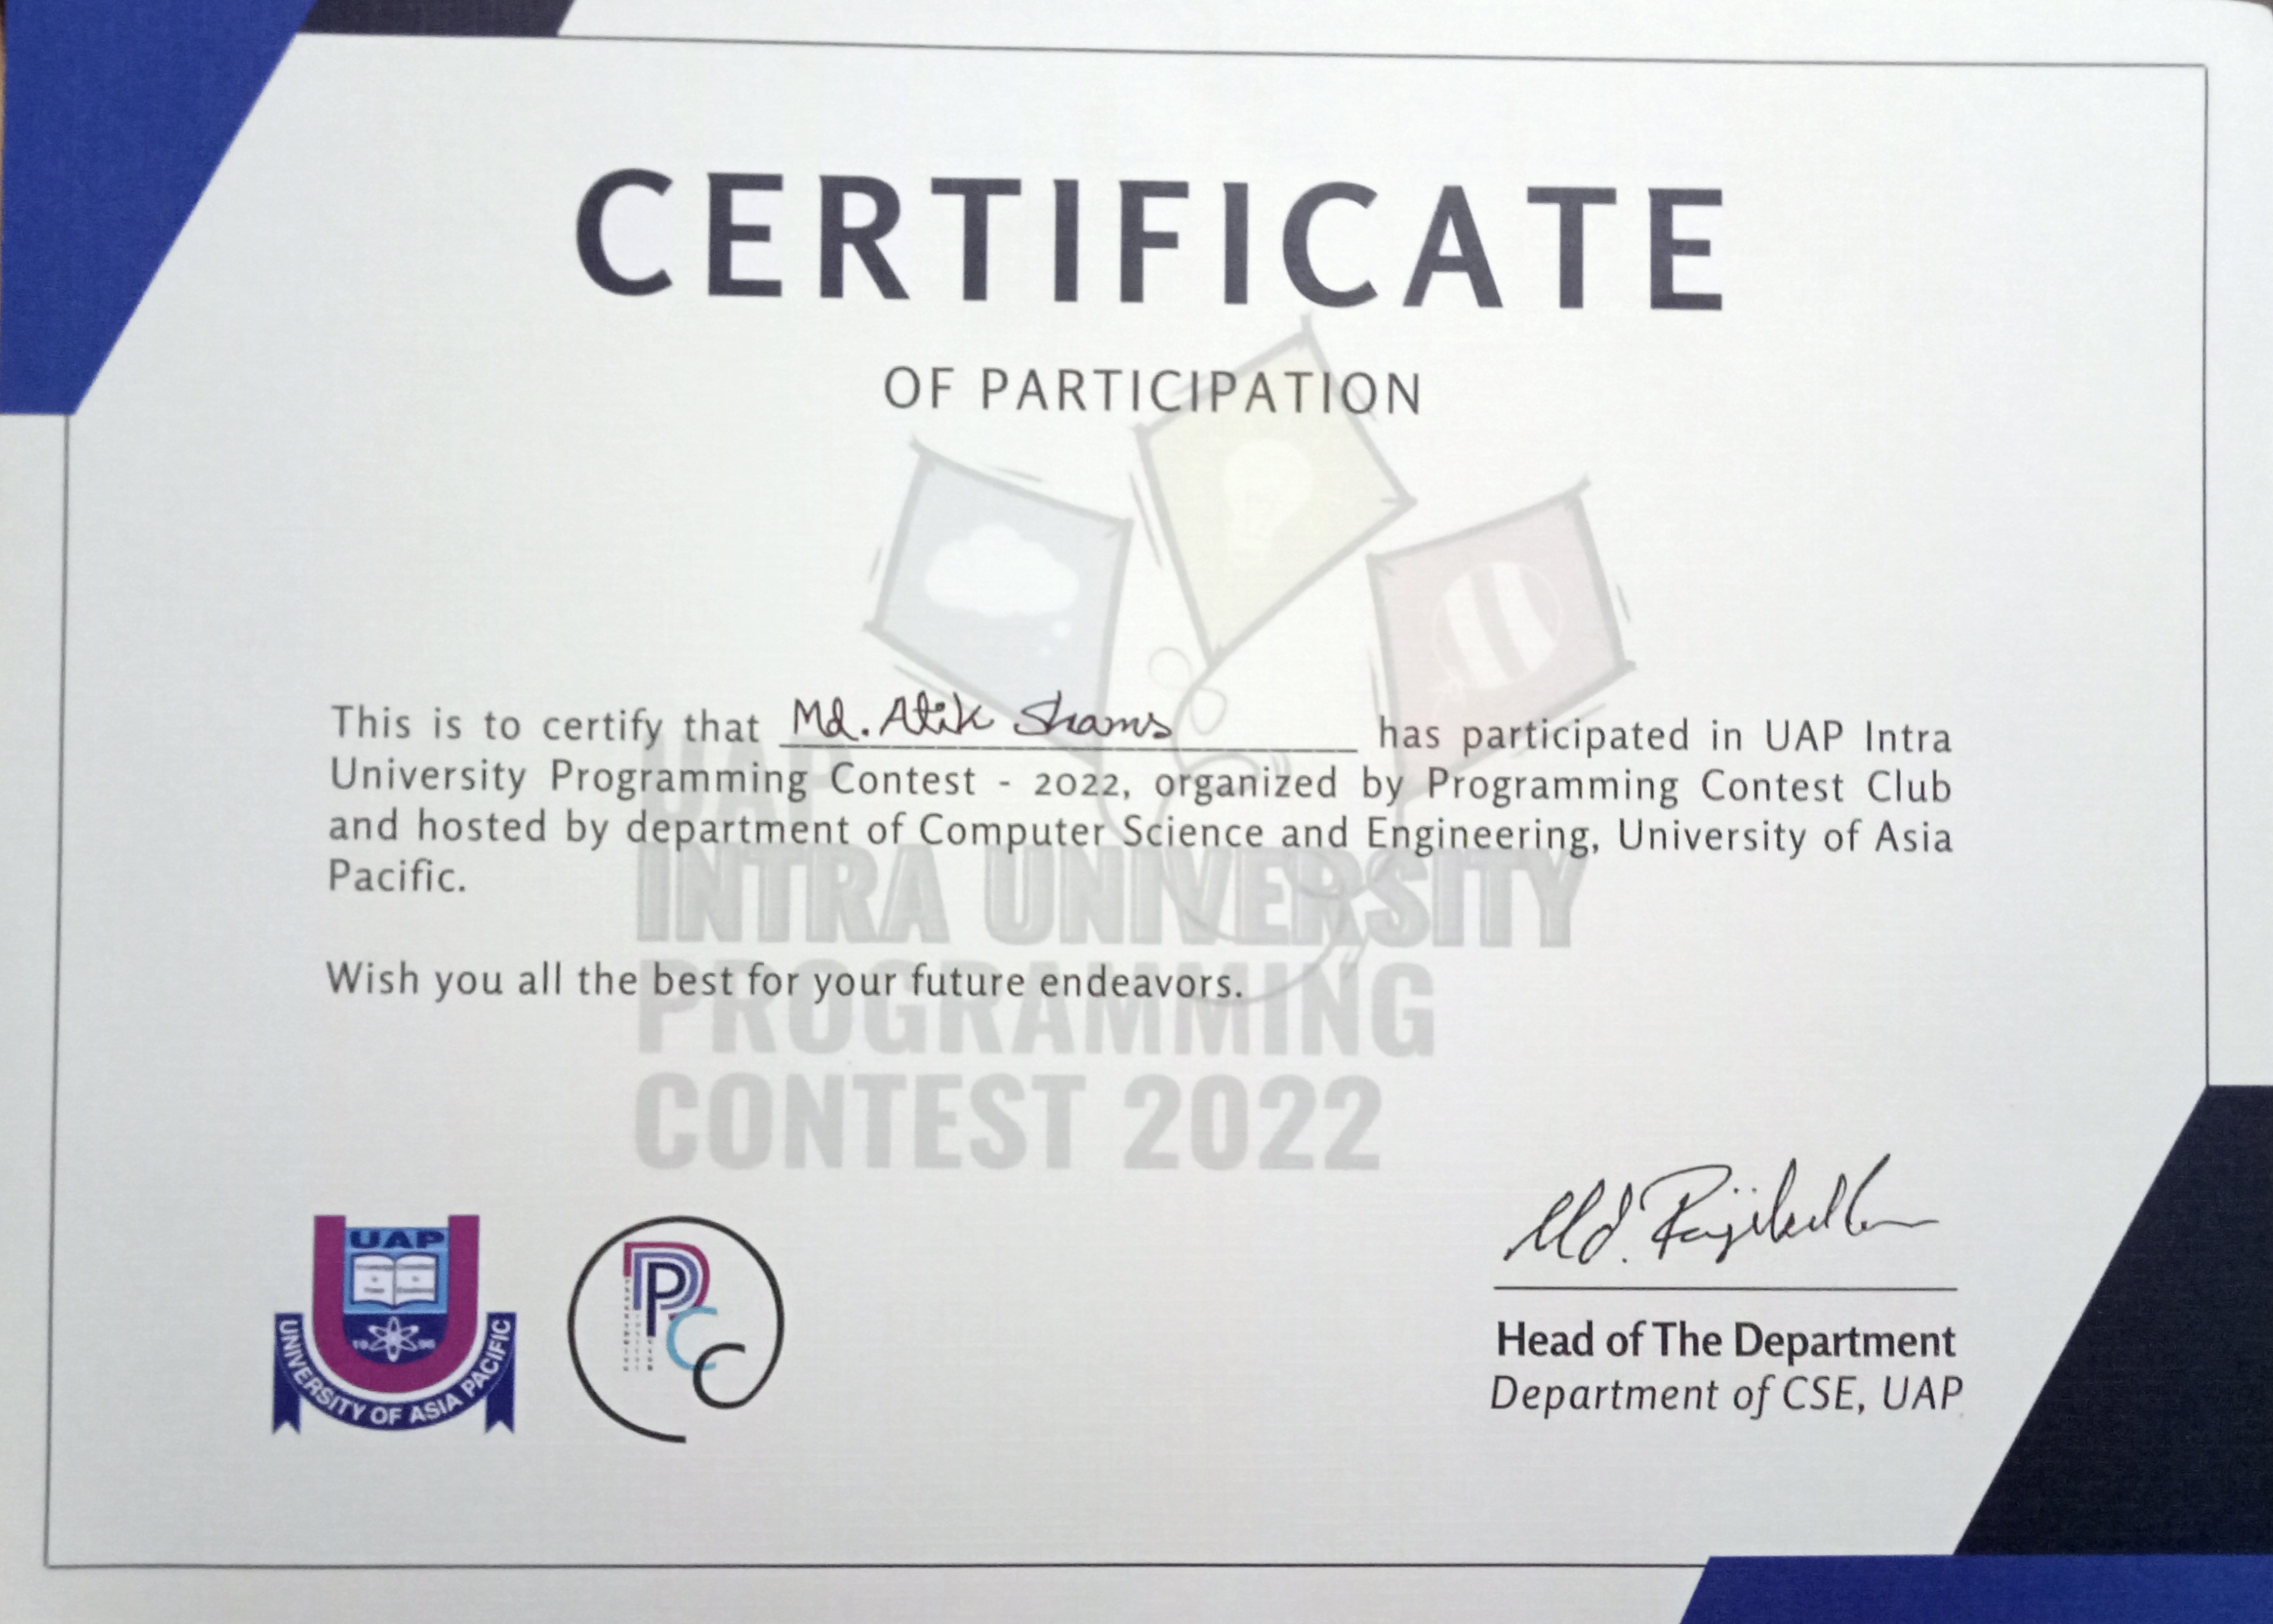 CERTIFICATE
OF PARTICIPATION
This is to certify that Md. Atik Shams has participated in UAP Intra
University Programming Contest - 2022, organized by Programming Contest Club
and hosted by department of Computer Science and Engineering, University of Asia
Pacific.
Wish you all the best for your future endeavors.
UAP
INTRA UNIVERSITY
PROGRAMMING
CONTEST 2022
UAP
UNIVERSITY OF ASIA PACIFIC
PCC
Md.
Head of The Department
Department of CSE, UAP